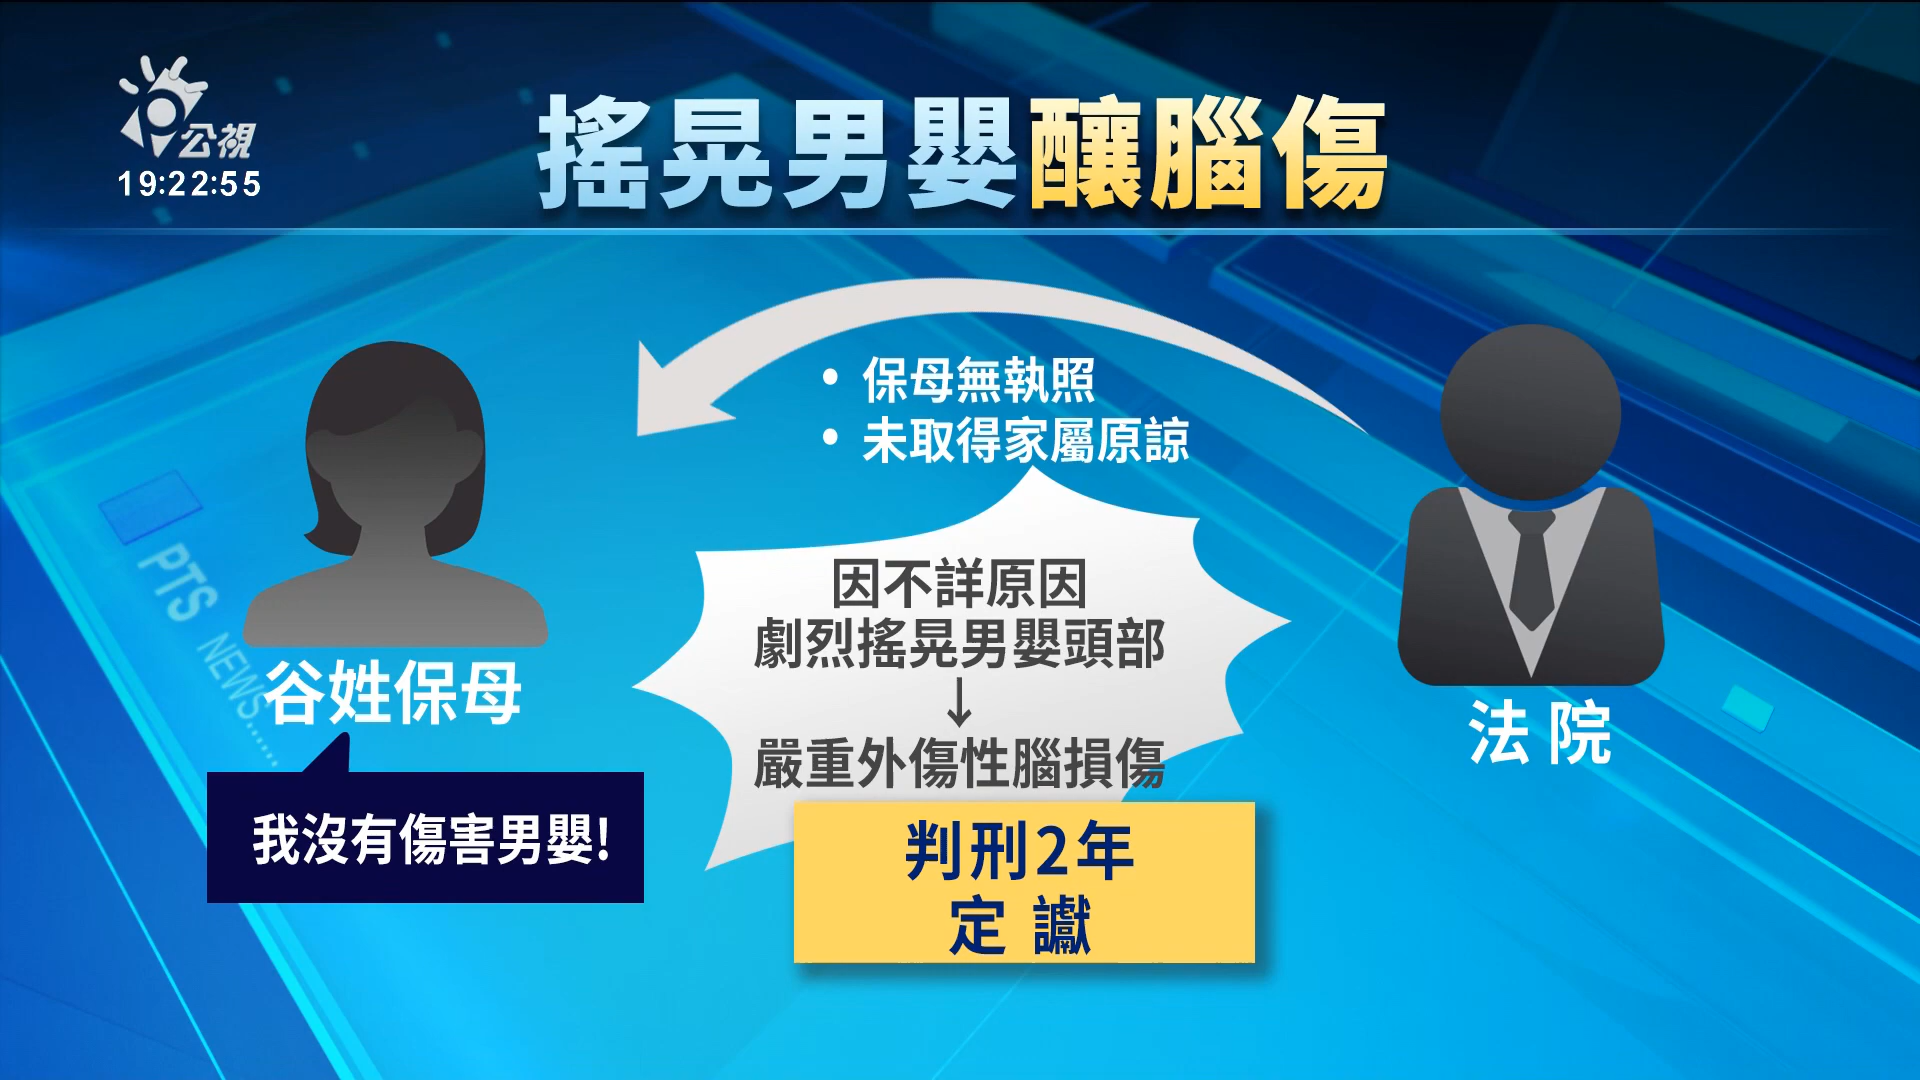 公視
19:22:55
搖晃男嬰釀腦傷
• 保母無執照
• 未取得家屬原諒
因不詳原因
劇烈搖晃男嬰頭部
↓
嚴重外傷性腦損傷
谷姓保母
我沒有傷害男嬰!
法院
判刑2年
定讞
PTS NEWS.....